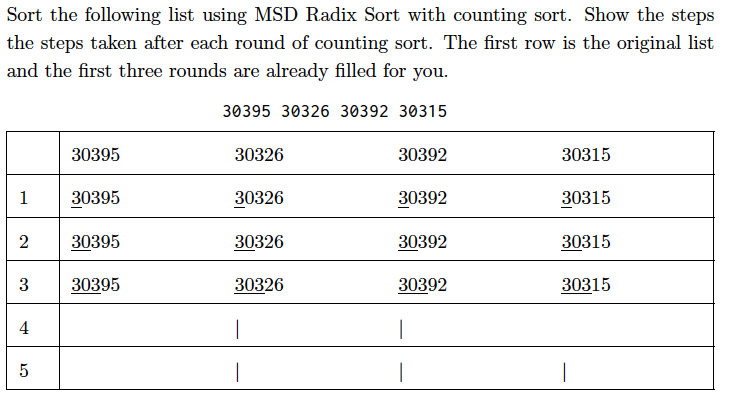 Sort the following list using MSD Radix Sort with counting sort. Show the steps
the steps taken after each round of counting sort. The first row is the original list
and the first three rounds are already filled for you.
30395 30326 30392 30315
30395 30326 30392 30315
1 30395 30326 30392 30315
2 30395 30326 30392 30315
3 30395 30326 30392 30315
4 | |
5 | | |